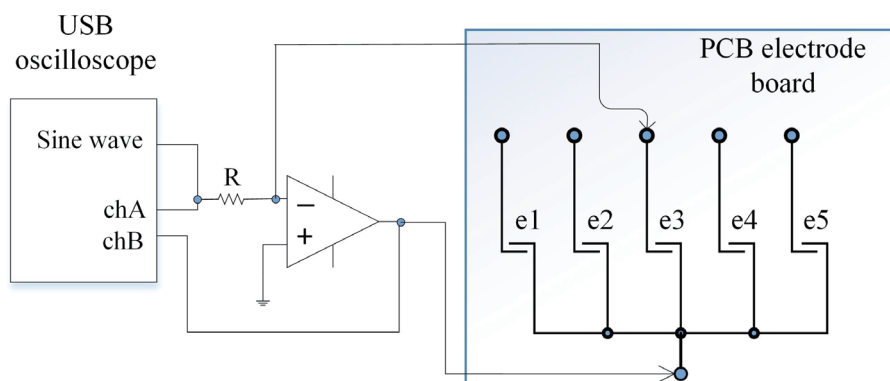 USB
oscilloscope
Sine wave
chA
chB
R
−
+
PCB electrode
board
e1
e2
e3
e4
e5